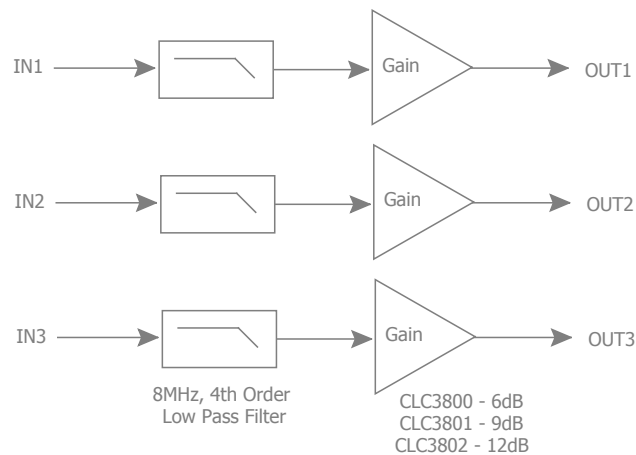 IN1
Gain
OUT1
IN2
Gain
OUT2
IN3
Gain
OUT3
8MHz, 4th Order
Low Pass Filter
CLC3800 - 6dB
CLC3801 - 9dB
CLC3802 - 12dB